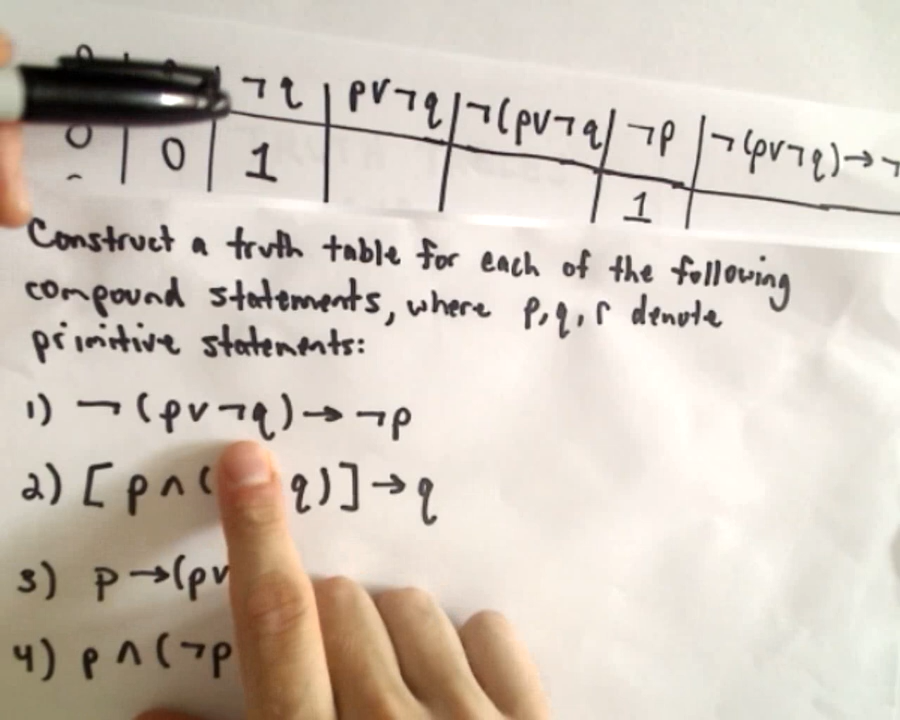 ¬q | p∨¬q | ¬(p∨¬q | ¬p | ¬(p∨¬q)→¬
0 | 0 | 1 | | | 1 |
Construct a truth table for each of the following
compound statements, where p,q,r denote
primitive statements:
1) ¬(p∨¬q)→¬p
2) [p∧( q)]→q
3) p→(p∨
4) p∧(¬p